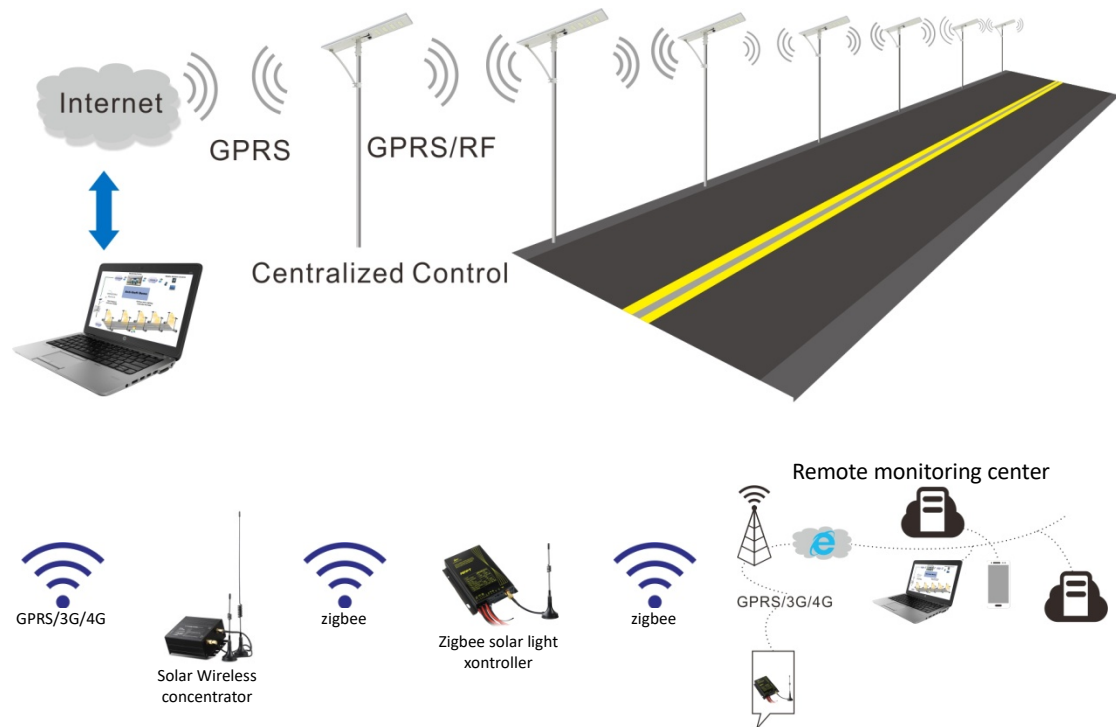 Internet
GPRS
GPRS/RF
Centralized Control
Remote monitoring center
GPRS/3G/4G
zigbee
zigbee
GPRS/3G/4G
Solar Wireless
concentrator
Zigbee solar light
xontroller